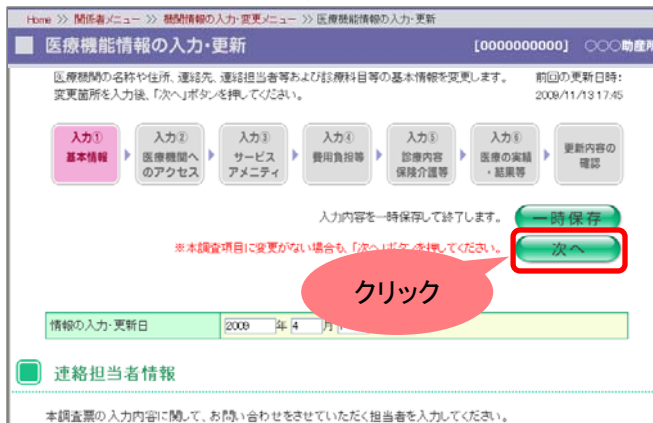 Home >> 関係者メニュー >> 機関情報の入力・変更メニュー >> 医療機能情報の入力・更新
医療機能情報の入力・更新 [0000000000] 〇〇〇助産所
医療機関の名称や住所、連絡先、連絡担当者等および診療科目等の基本情報を変更します。
変更箇所を入力後、「次へ」ボタンを押してください。
前回の更新日時:
2009/11/13 17:45
入力①
基本情報
入力②
医療機関へ
のアクセス
入力③
サービス
アメニティ
入力④
費用負担等
入力⑤
診療内容
保険介護等
入力⑥
医療の実績
・結果等
更新内容の
確認
入力内容を一時保存して終了します。 一時保存
※本調査項目に変更がない場合も、「次へ」ボタンを押してください。 次へ
クリック
情報の入力・更新日 2009 年 4 月
連絡担当者情報
本調査票の入力内容に関して、お問い合わせをさせていただく担当者を入力してください。